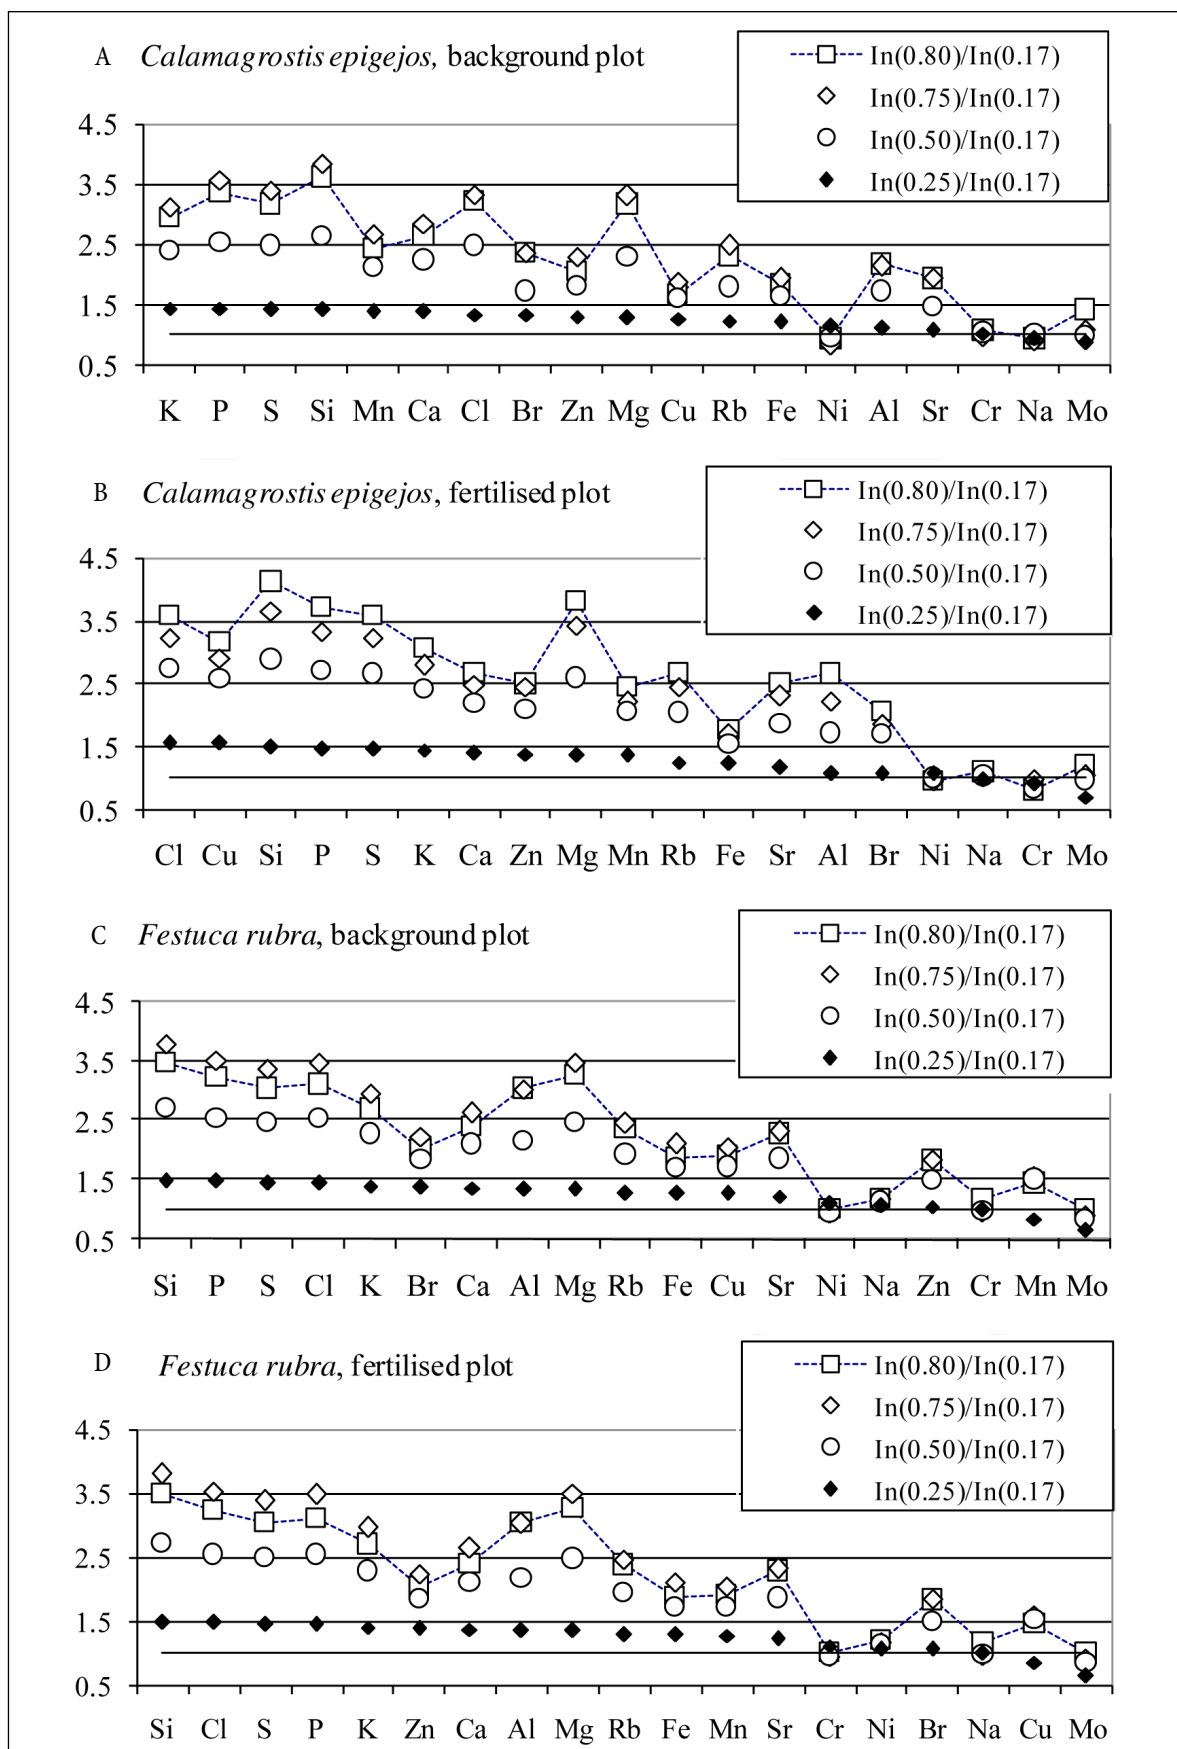 A Calamagrostis epigejos, background plot
In(0.80)/In(0.17)
In(0.75)/In(0.17)
In(0.50)/In(0.17)
In(0.25)/In(0.17)
4.5
3.5
2.5
1.5
0.5
K P S Si Mn Ca Cl Br Zn Mg Cu Rb Fe Ni Al Sr Cr Na Mo
B Calamagrostis epigejos, fertilised plot
In(0.80)/In(0.17)
In(0.75)/In(0.17)
In(0.50)/In(0.17)
In(0.25)/In(0.17)
4.5
3.5
2.5
1.5
0.5
Cl Cu Si P S K Ca Zn Mg Mn Rb Fe Sr Al Br Ni Na Cr Mo
C Festuca rubra, background plot
In(0.80)/In(0.17)
In(0.75)/In(0.17)
In(0.50)/In(0.17)
In(0.25)/In(0.17)
4.5
3.5
2.5
1.5
0.5
Si P S Cl K Br Ca Al Mg Rb Fe Cu Sr Ni Na Zn Cr Mn Mo
D Festuca rubra, fertilised plot
In(0.80)/In(0.17)
In(0.75)/In(0.17)
In(0.50)/In(0.17)
In(0.25)/In(0.17)
4.5
3.5
2.5
1.5
0.5
Si Cl S P K Zn Ca Al Mg Rb Fe Mn Sr Cr Ni Br Na Cu Mo